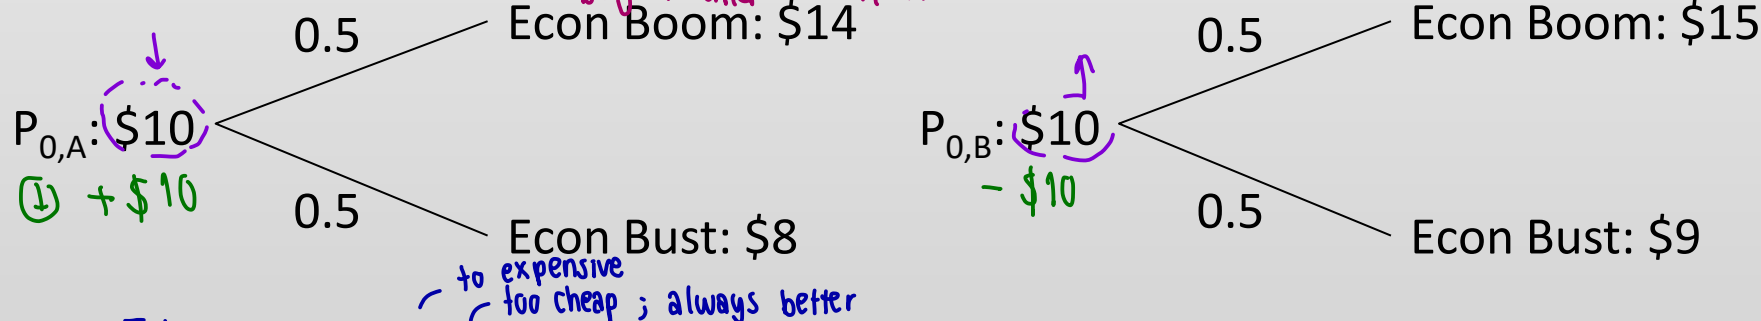 0.5
Econ Boom: $14
P0,A: $10
① + $10
0.5
Econ Bust: $8
0.5
Econ Boom: $15
P0,B: $10
- $10
0.5
Econ Bust: $9
to expensive
too cheap ; always better